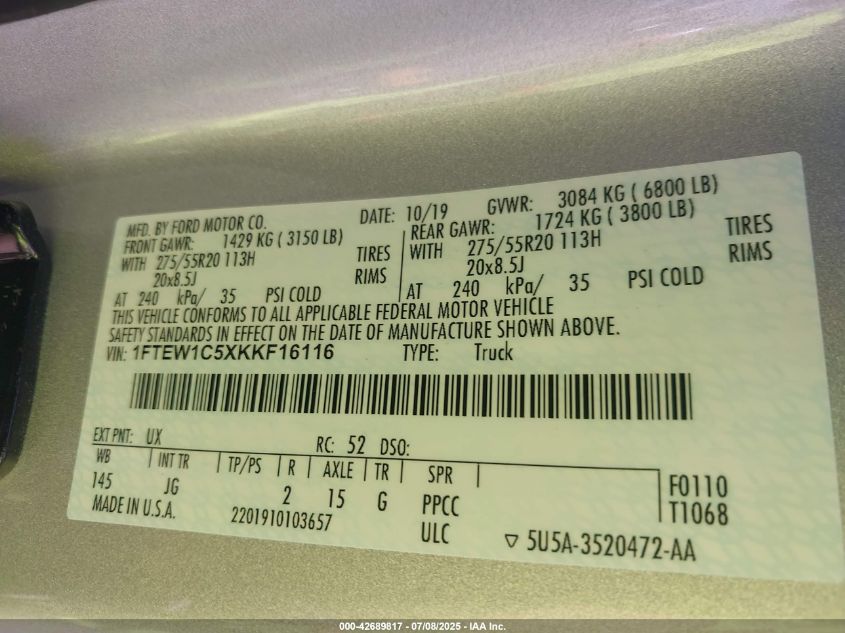 MFD. BY FORD MOTOR CO. DATE: 10/19 GVWR: 3084 KG ( 6800 LB)
FRONT GAWR: 1429 KG ( 3150 LB) REAR GAWR: 1724 KG ( 3800 LB)
WITH 275/55R20 113H TIRES WITH 275/55R20 113H TIRES
20x8.5J RIMS 20x8.5J RIMS
AT 240 kPa/ 35 PSI COLD AT 240 kPa/ 35 PSI COLD
THIS VEHICLE CONFORMS TO ALL APPLICABLE FEDERAL MOTOR VEHICLE
SAFETY STANDARDS IN EFFECT ON THE DATE OF MANUFACTURE SHOWN ABOVE.
VIN: 1FTEW1C5XKKF16116 TYPE: Truck
EXT PNT: UX RC: 52 DSO:
WB INT TR TP/PS R AXLE TR SPR
145 JG 2 15 G PPCC F0110
MADE IN U.S.A. 2201910103657 ULC T1068
5U5A-3520472-AA
000-42689817 - 07/08/2025 - IAA Inc.